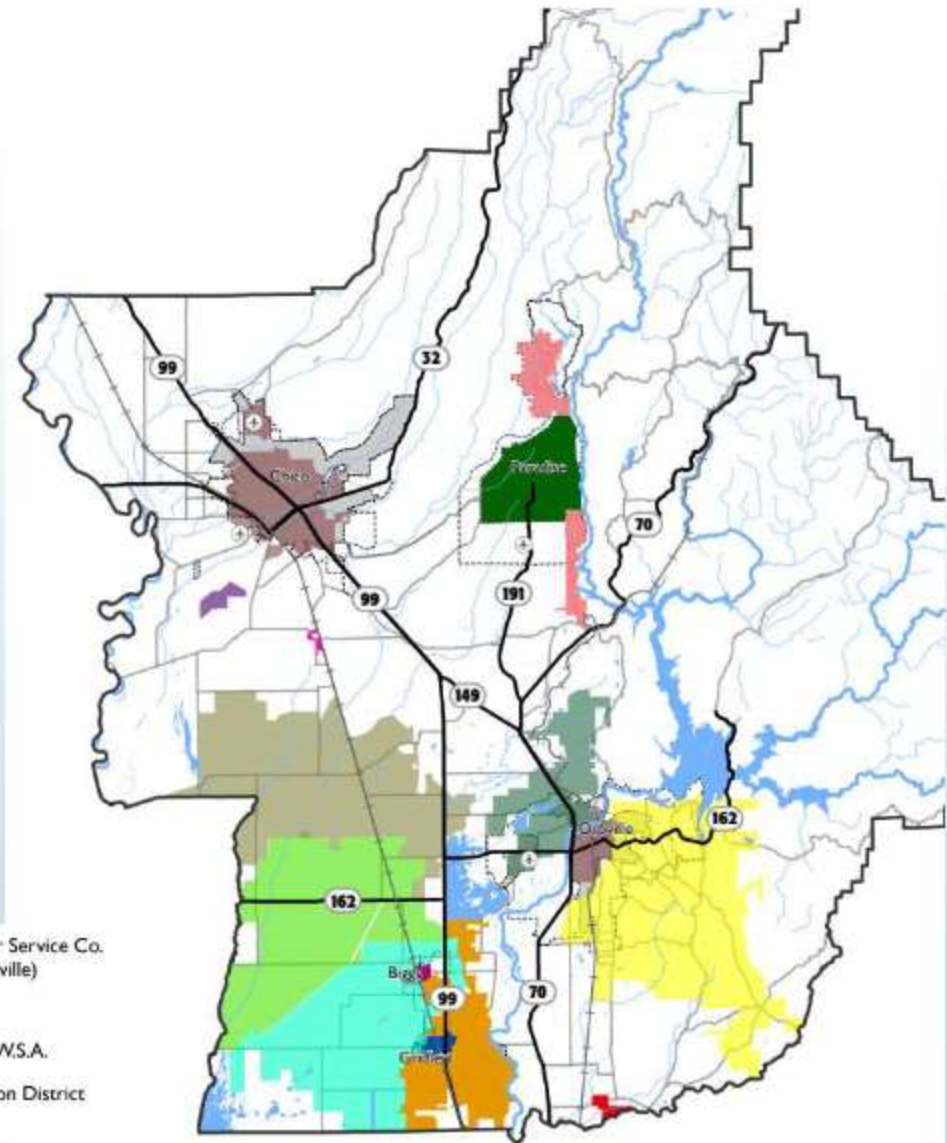 32
99
Chico
Paradise
70
99
191
149
Oroville
162
162
Biggs
99
70
Gridley
Service Co.
ville)
W.S.A.
on District